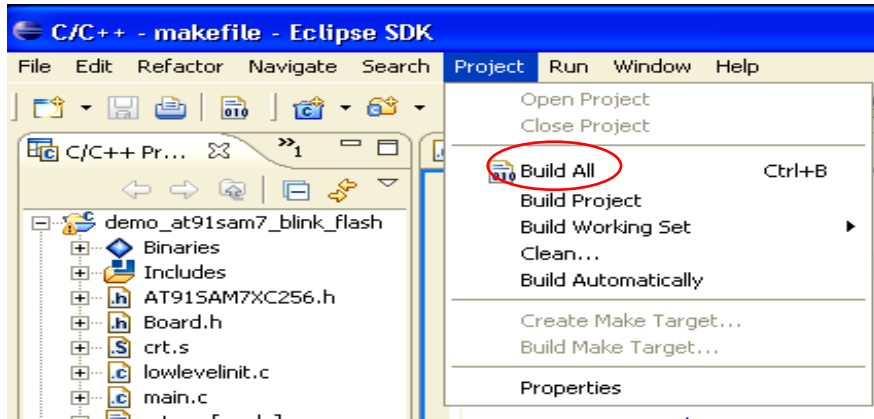 C/C++ - makefile - Eclipse SDK
File Edit Refactor Navigate Search Project Run Window Help
010
C/C++ Pr... 1
demo_at91sam7_blink_flash
Binaries
Includes
.h AT91SAM7XC256.h
.h Board.h
.S crt.s
.c lowlevelinit.c
.c main.c
Open Project
Close Project
010 Build All Ctrl+B
Build Project
Build Working Set
Clean...
Build Automatically
Create Make Target...
Build Make Target...
Properties